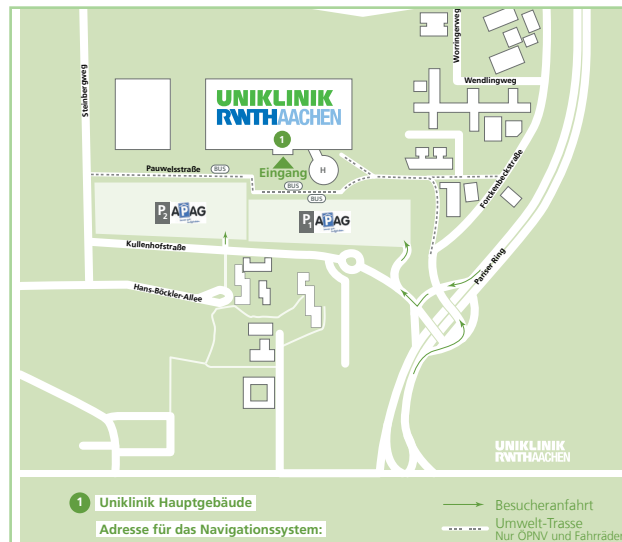 Steinbergweg
Worringerweg
Wendlingweg
UNIKLINIK
RWTHAACHEN
1
Eingang
H
Pauwelsstraße
BUS
BUS
BUS
Forckenbeckstraße
P2 APAG
P1 APAG
Kullenhofstraße
Pariser Ring
Hans-Böckler-Allee
UNIKLINIK
RWTHAACHEN
1 Uniklinik Hauptgebäude
Adresse für das Navigationssystem:
Besucheranfahrt
Umwelt-Trasse
Nur ÖPNV und Fahrräder